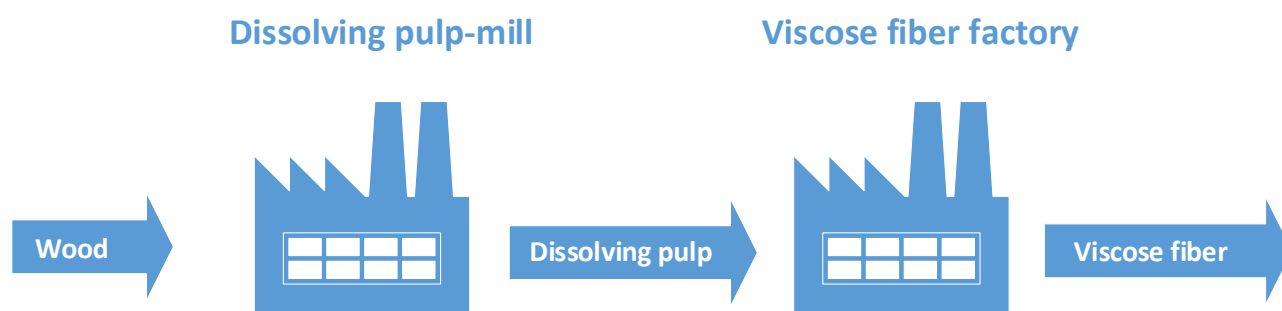 Dissolving pulp-mill
Viscose fiber factory
Wood
Dissolving pulp
Viscose fiber